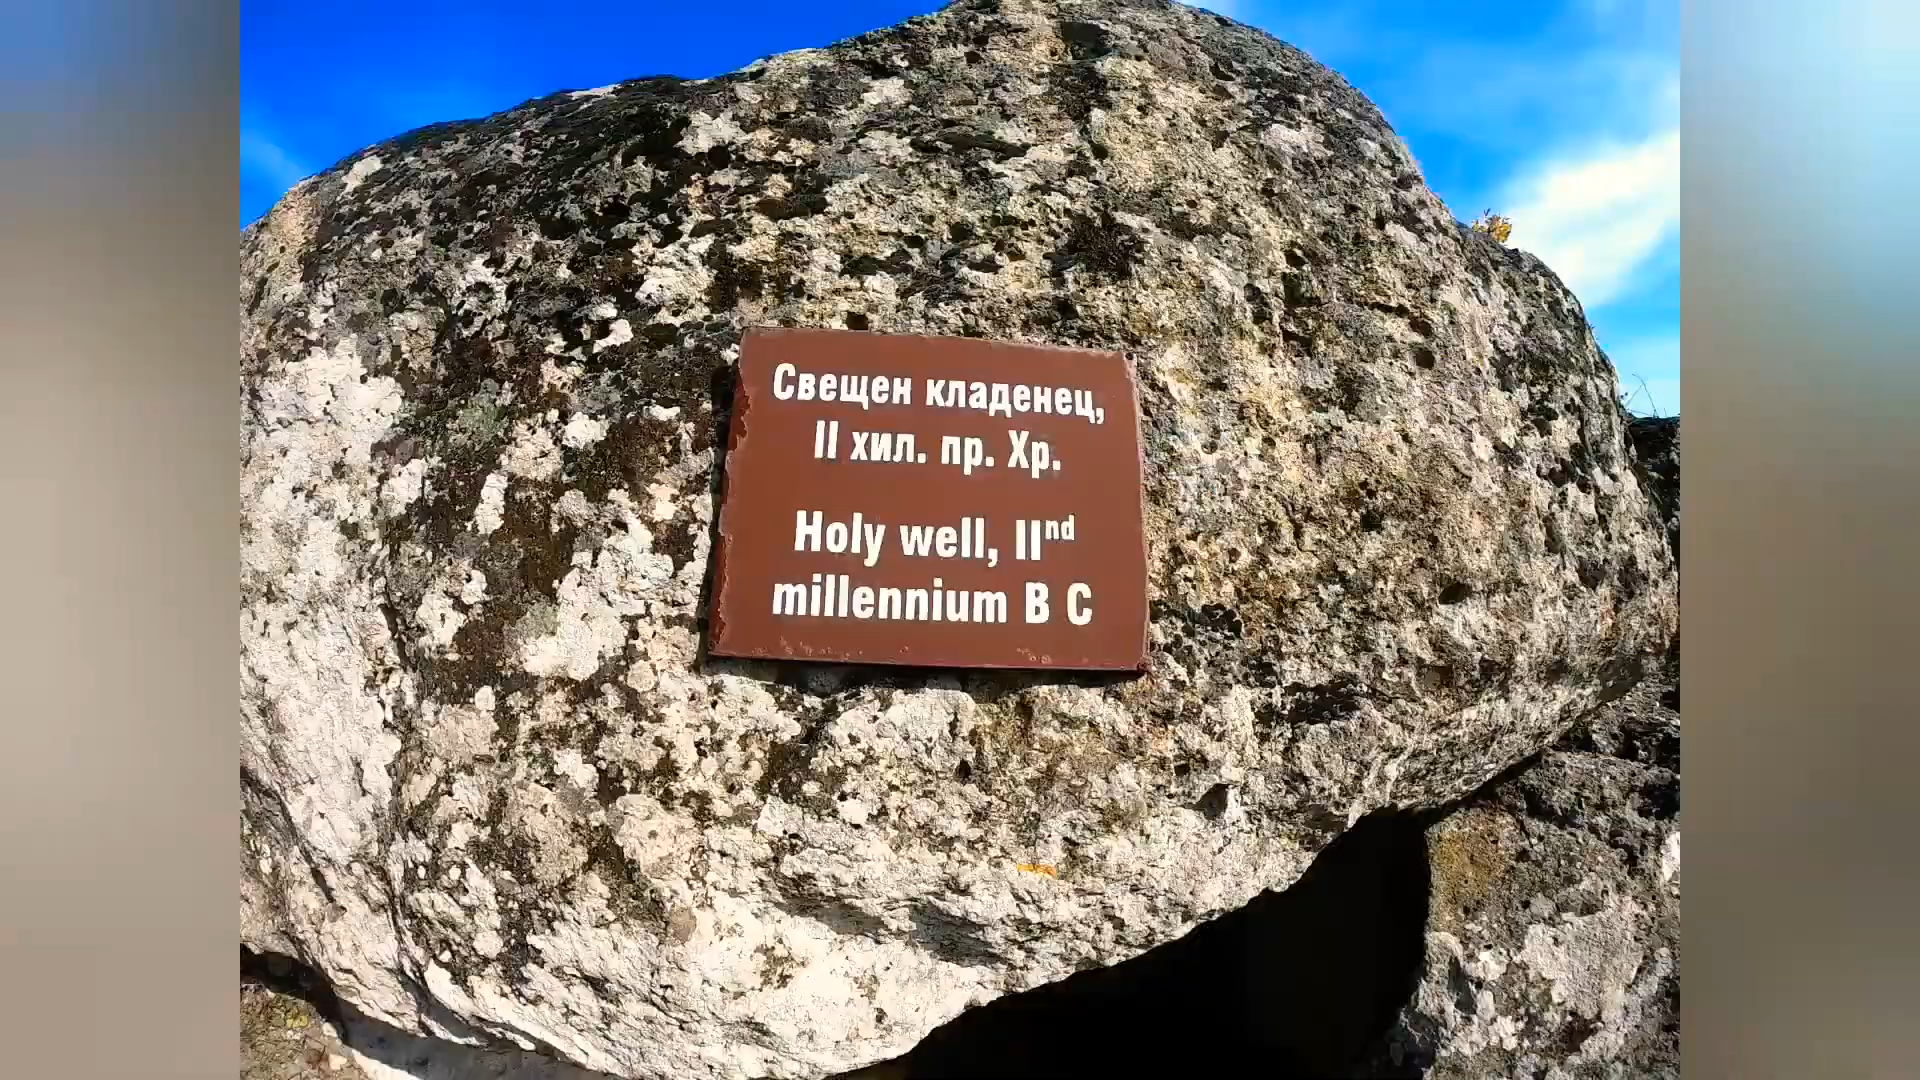 Свещен кладенец,
II хил. пр. Хр.
Holy well, IInd
millennium B C